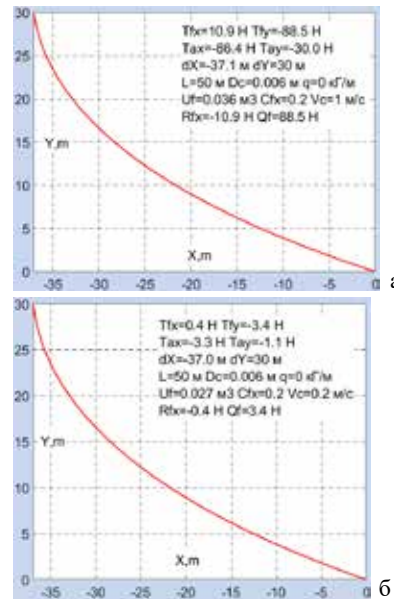 30
25
20
15
10
5
0
Tfx=10.9 Н Tfy=-88.5 Н
Tax=-86.4 Н Tay=-30.0 Н
dX=-37.1 м dY=30 м
L=50 м Dc=0.006 м q=0 кГ/м
Uf=0.036 м3 Cfx=0.2 Vc=1 м/с
Rfx=-10.9 Н Qf=88.5 Н
Y,m
X,m
-35 -30 -25 -20 -15 -10 -5 0
а
30
25
20
15
10
5
0
Tfx=0.4 Н Tfy=-3.4 Н
Tax=-3.3 Н Tay=-1.1 Н
dX=-37.0 м dY=30 м
L=50 м Dc=0.006 м q=0 кГ/м
Uf=0.027 м3 Cfx=0.2 Vc=0.2 м/с
Rfx=-0.4 Н Qf=3.4 Н
Y,m
X,m
-35 -30 -25 -20 -15 -10 -5 0
б